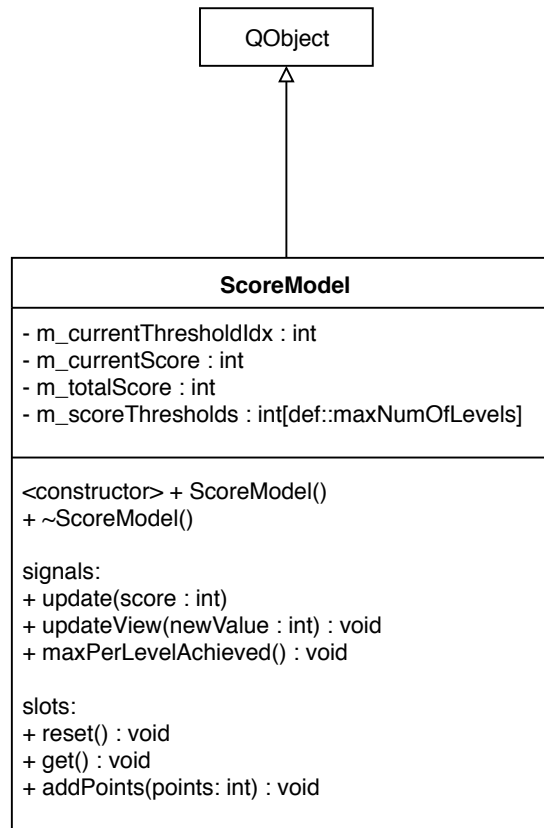 QObject
ScoreModel
- m_currentThresholdIdx : int
- m_currentScore : int
- m_totalScore : int
- m_scoreThresholds : int[def::maxNumOfLevels]
<constructor> + ScoreModel()
+ ~ScoreModel()
signals:
+ update(score : int)
+ updateView(newValue : int) : void
+ maxPerLevelAchieved() : void
slots:
+ reset() : void
+ get() : void
+ addPoints(points: int) : void